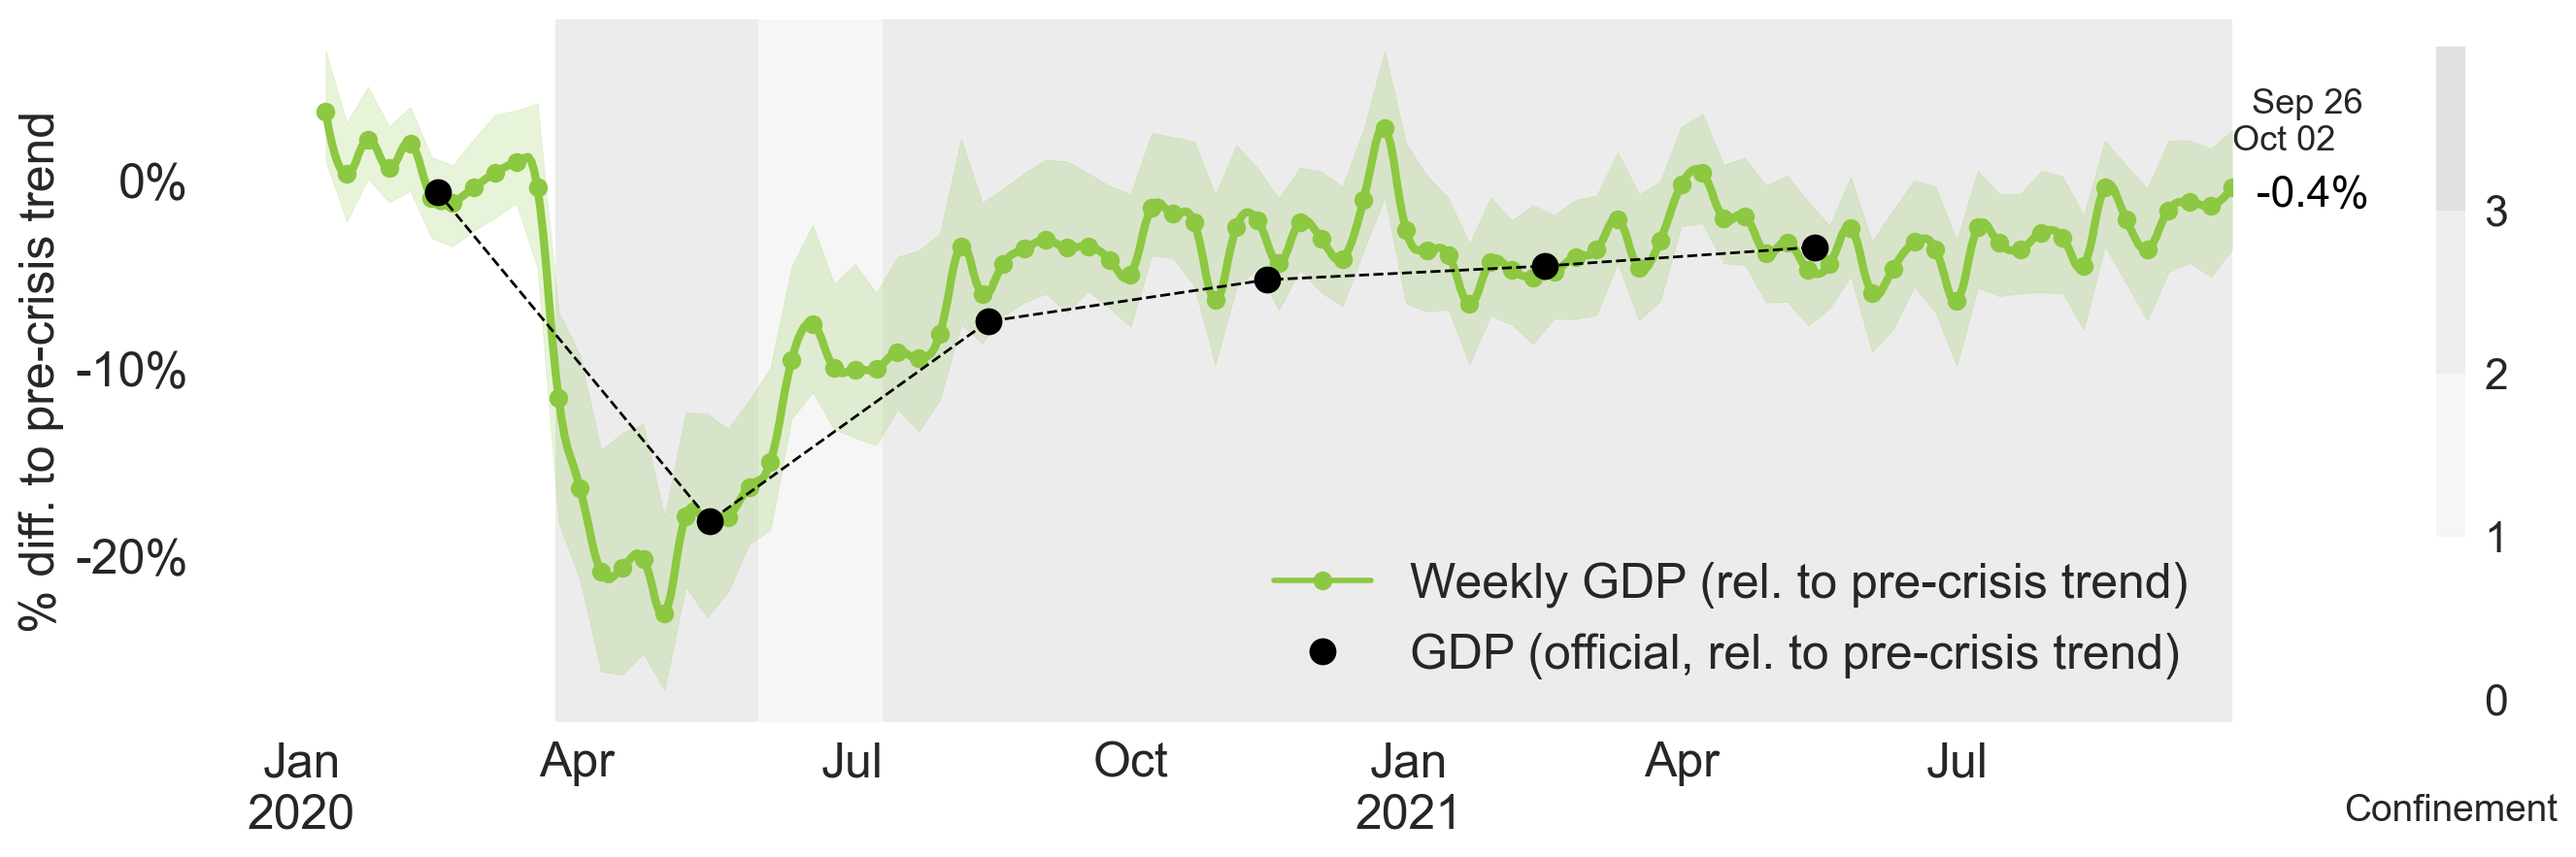 % diff. to pre-crisis trend
0%
-10%
-20%
Jan
2020
Apr
Jul
Oct
Jan
2021
Apr
Jul
Weekly GDP (rel. to pre-crisis trend)
GDP (official, rel. to pre-crisis trend)
Sep 26
Oct 02
-0.4%
3
2
1
0
Confinement